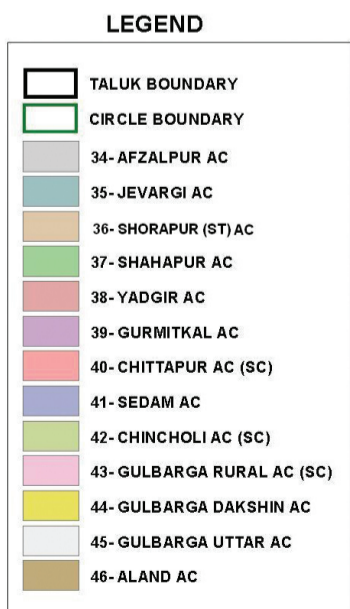 LEGEND
TALUK BOUNDARY
CIRCLE BOUNDARY
34- AFZALPUR AC
35- JEVARGI AC
36- SHORAPUR (ST) AC
37- SHAHAPUR AC
38- YADGIR AC
39- GURMITKAL AC
40- CHITTAPUR AC (SC)
41- SEDAM AC
42- CHINCHOLI AC (SC)
43- GULBARGA RURAL AC (SC)
44- GULBARGA DAKSHIN AC
45- GULBARGA UTTAR AC
46- ALAND AC